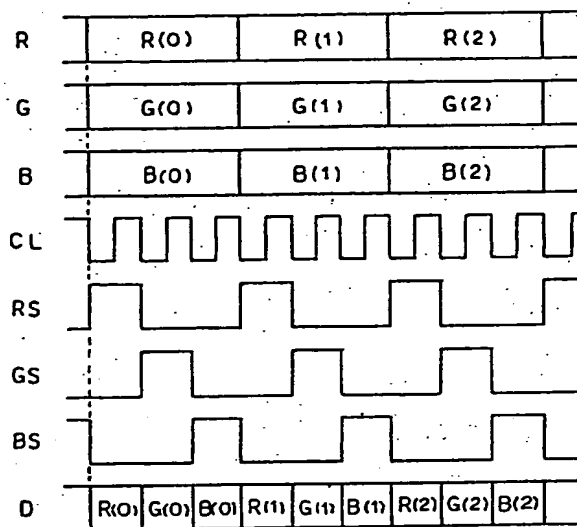 R R(0) R(1) R(2)
G G(0) G(1) G(2)
B B(0) B(1) B(2)
CL
RS
GS
BS
D R(0) G(0) B(0) R(1) G(1) B(1) R(2) G(2) B(2)